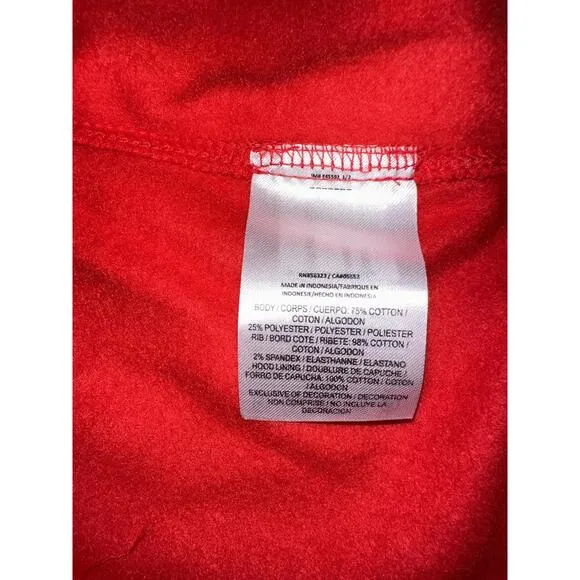 RN#58323 / CA#05553
MADE IN INDONESIA/FABRIQUE EN
INDONESIE/HECHO EN INDONESIA
BODY / CORPS / CUERPO: 75% COTTON /
COTON / ALGODON
25% POLYESTER / POLYESTER / POLIESTER
RIB / BORD COTE / RIBETE: 98% COTTON /
COTON / ALGODON
2% SPANDEX / ELASTHANNE / ELASTANO
HOOD LINING / DOUBLURE DE CAPUCHE /
FORRO DE CAPUCHA: 100% COTTON / COTON
/ ALGODON
EXCLUSIVE OF DECORATION / DECORATION
NON COMPRISE / NO INCLUYE LA
DECORACION